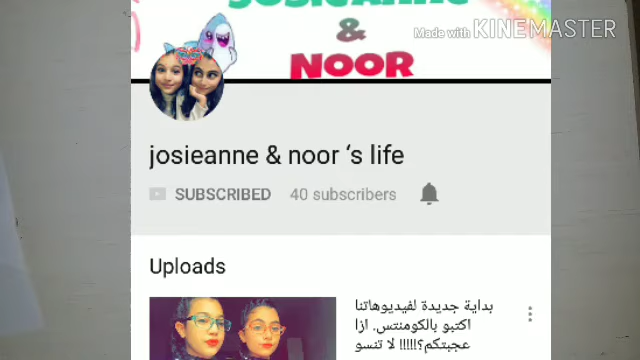 JOSIEANNE
&
NOOR
Made with KINEMASTER
josieanne & noor ‘s life
SUBSCRIBED 40 subscribers
Uploads
بداية جديدة لفيديوهاتنا
اكتبو بالكومنتس. ازا
عجبتكم؟!!!!! لا تنسو